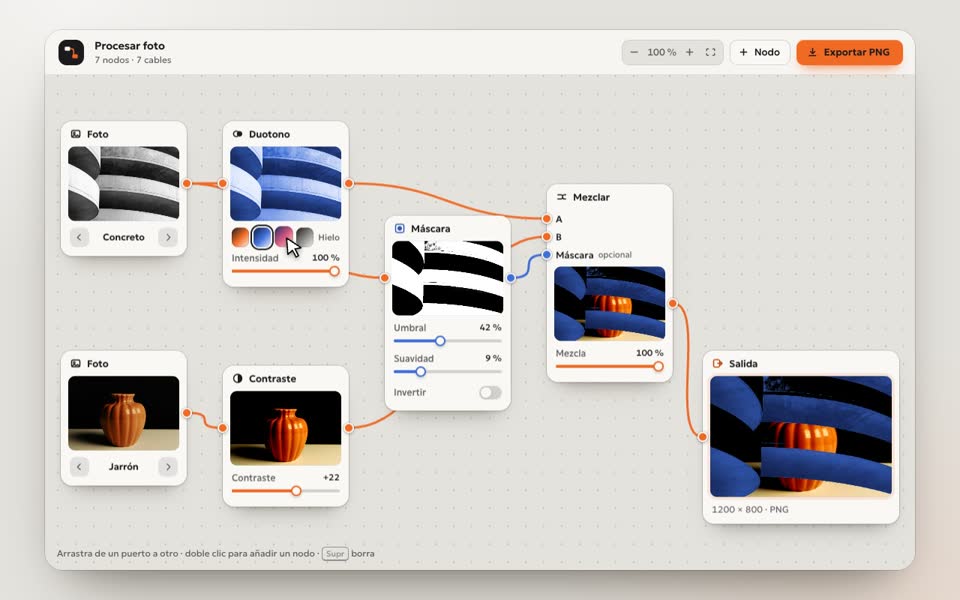 Procesar foto
7 nodos · 7 cables
100 %
Nodo
Exportar PNG
Foto
Concreto
Duotono
Hielo
Intensidad 100 %
Máscara
Umbral 42 %
Suavidad 9 %
Invertir
Mezclar
A
B
Máscara opcional
Mezcla 100 %
Foto
Jarrón
Contraste
Contraste +22
Salida
1200 × 800 · PNG
Arrastra de un puerto a otro · doble clic para añadir un nodo · Supr borra